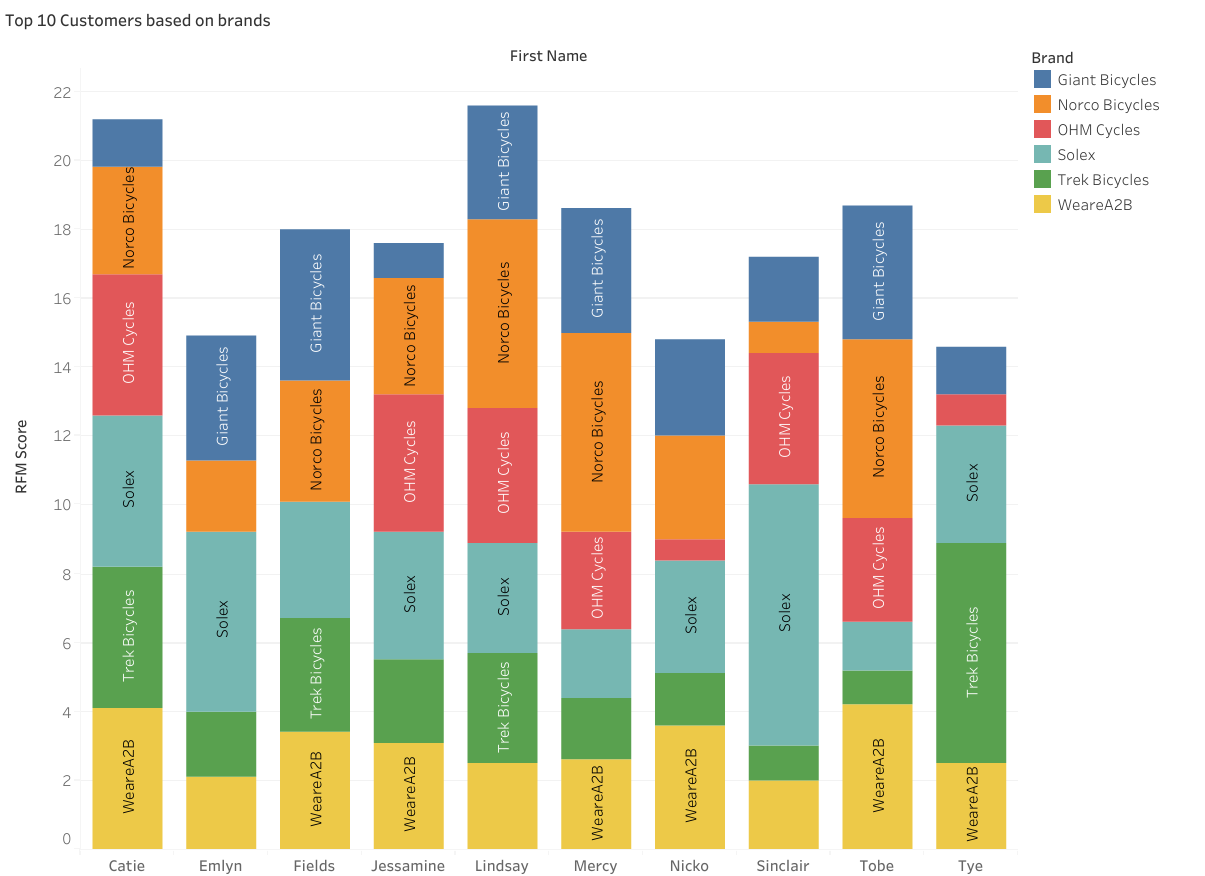 Top 10 Customers based on brands
First Name
Brand
Giant Bicycles
Norco Bicycles
OHM Cycles
Solex
Trek Bicycles
WeareA2B
RFM Score
22
20
18
16
14
12
10
8
6
4
2
0
Norco Bicycles
OHM Cycles
Solex
Trek Bicycles
WeareA2B
Giant Bicycles
Solex
Giant Bicycles
Norco Bicycles
Trek Bicycles
WeareA2B
Norco Bicycles
OHM Cycles
Solex
WeareA2B
Giant Bicycles
Norco Bicycles
OHM Cycles
Solex
Trek Bicycles
Giant Bicycles
Norco Bicycles
OHM Cycles
WeareA2B
Solex
WeareA2B
OHM Cycles
Solex
Giant Bicycles
Norco Bicycles
OHM Cycles
WeareA2B
Solex
Trek Bicycles
WeareA2B
Catie
Emlyn
Fields
Jessamine
Lindsay
Mercy
Nicko
Sinclair
Tobe
Tye